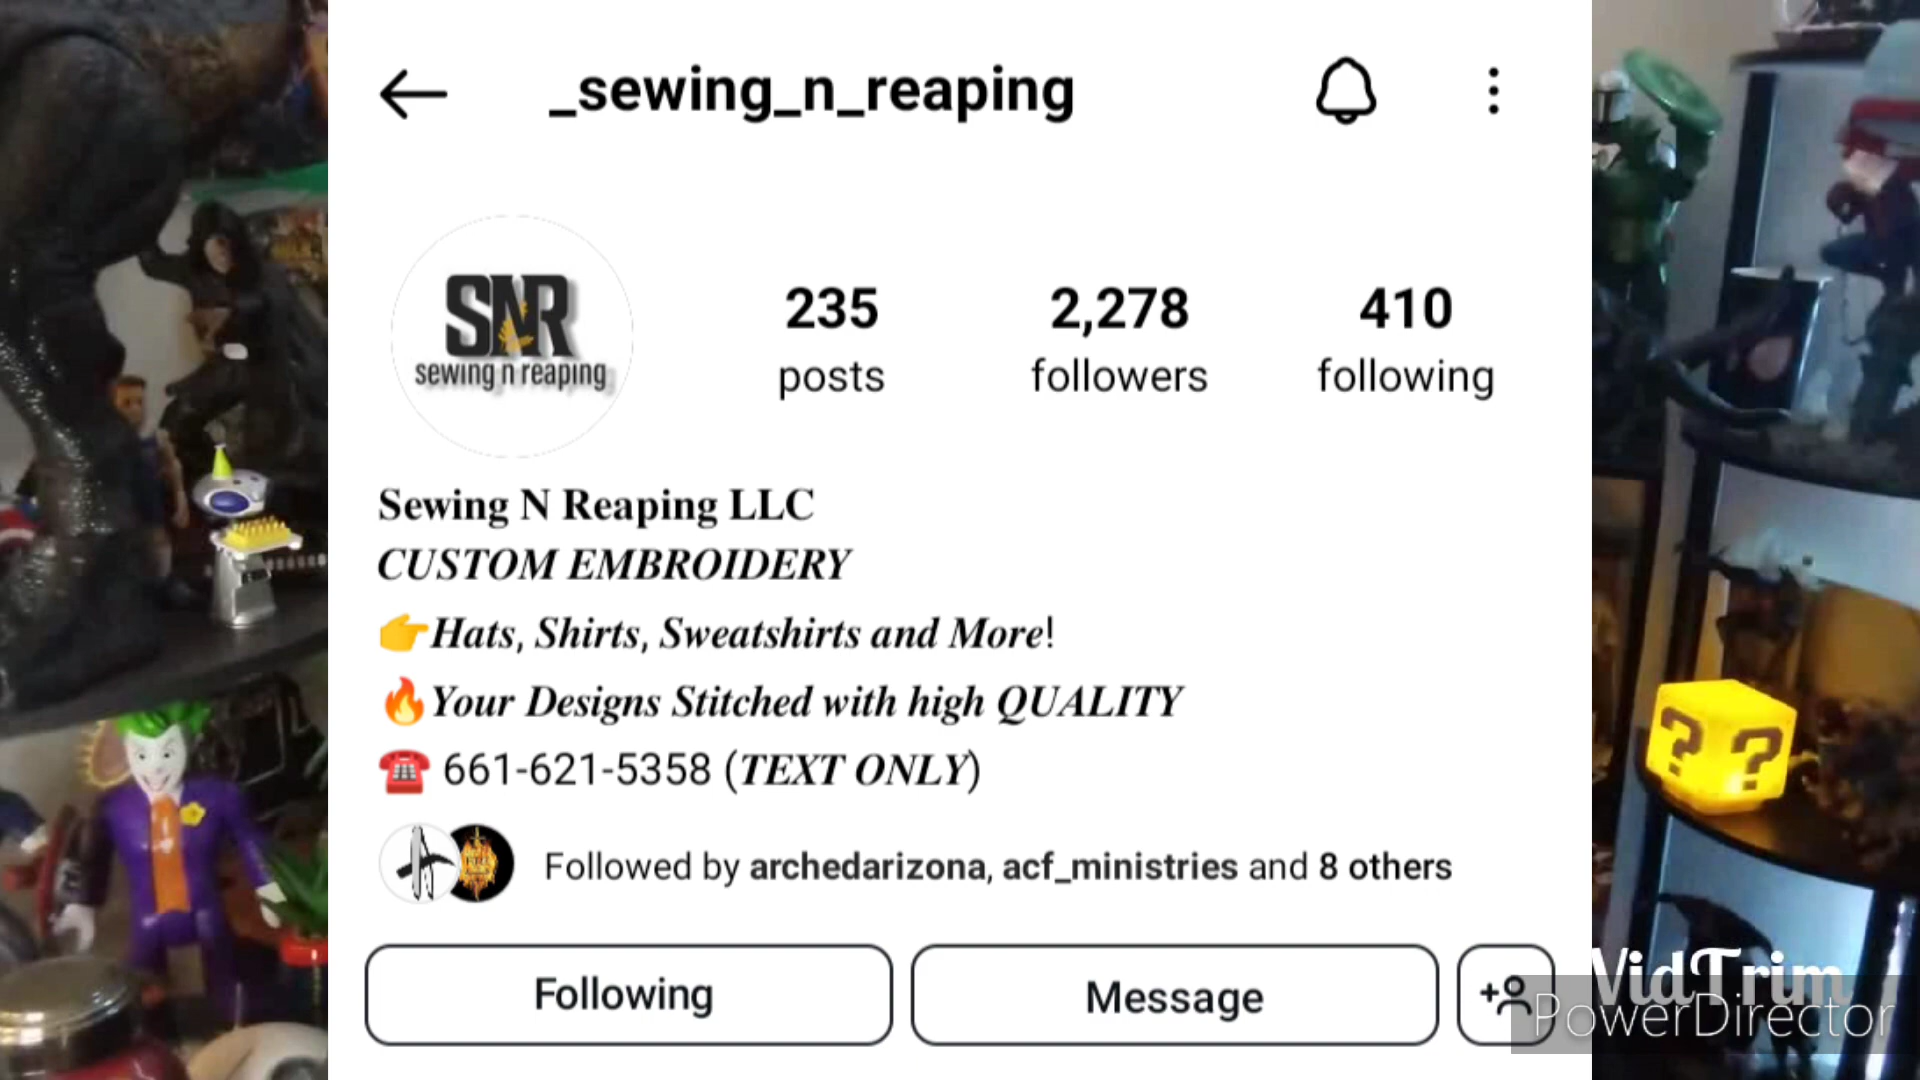 _sewing_n_reaping
SNR
sewing n reaping
235
posts
2,278
followers
410
following
Sewing N Reaping LLC
CUSTOM EMBROIDERY
👉Hats, Shirts, Sweatshirts and More!
🔥Your Designs Stitched with high QUALITY
☎️ 661-621-5358 (TEXT ONLY)
Followed by archedarizona, acf_ministries and 8 others
Following
Message
? ?
VidTrim
PowerDirector